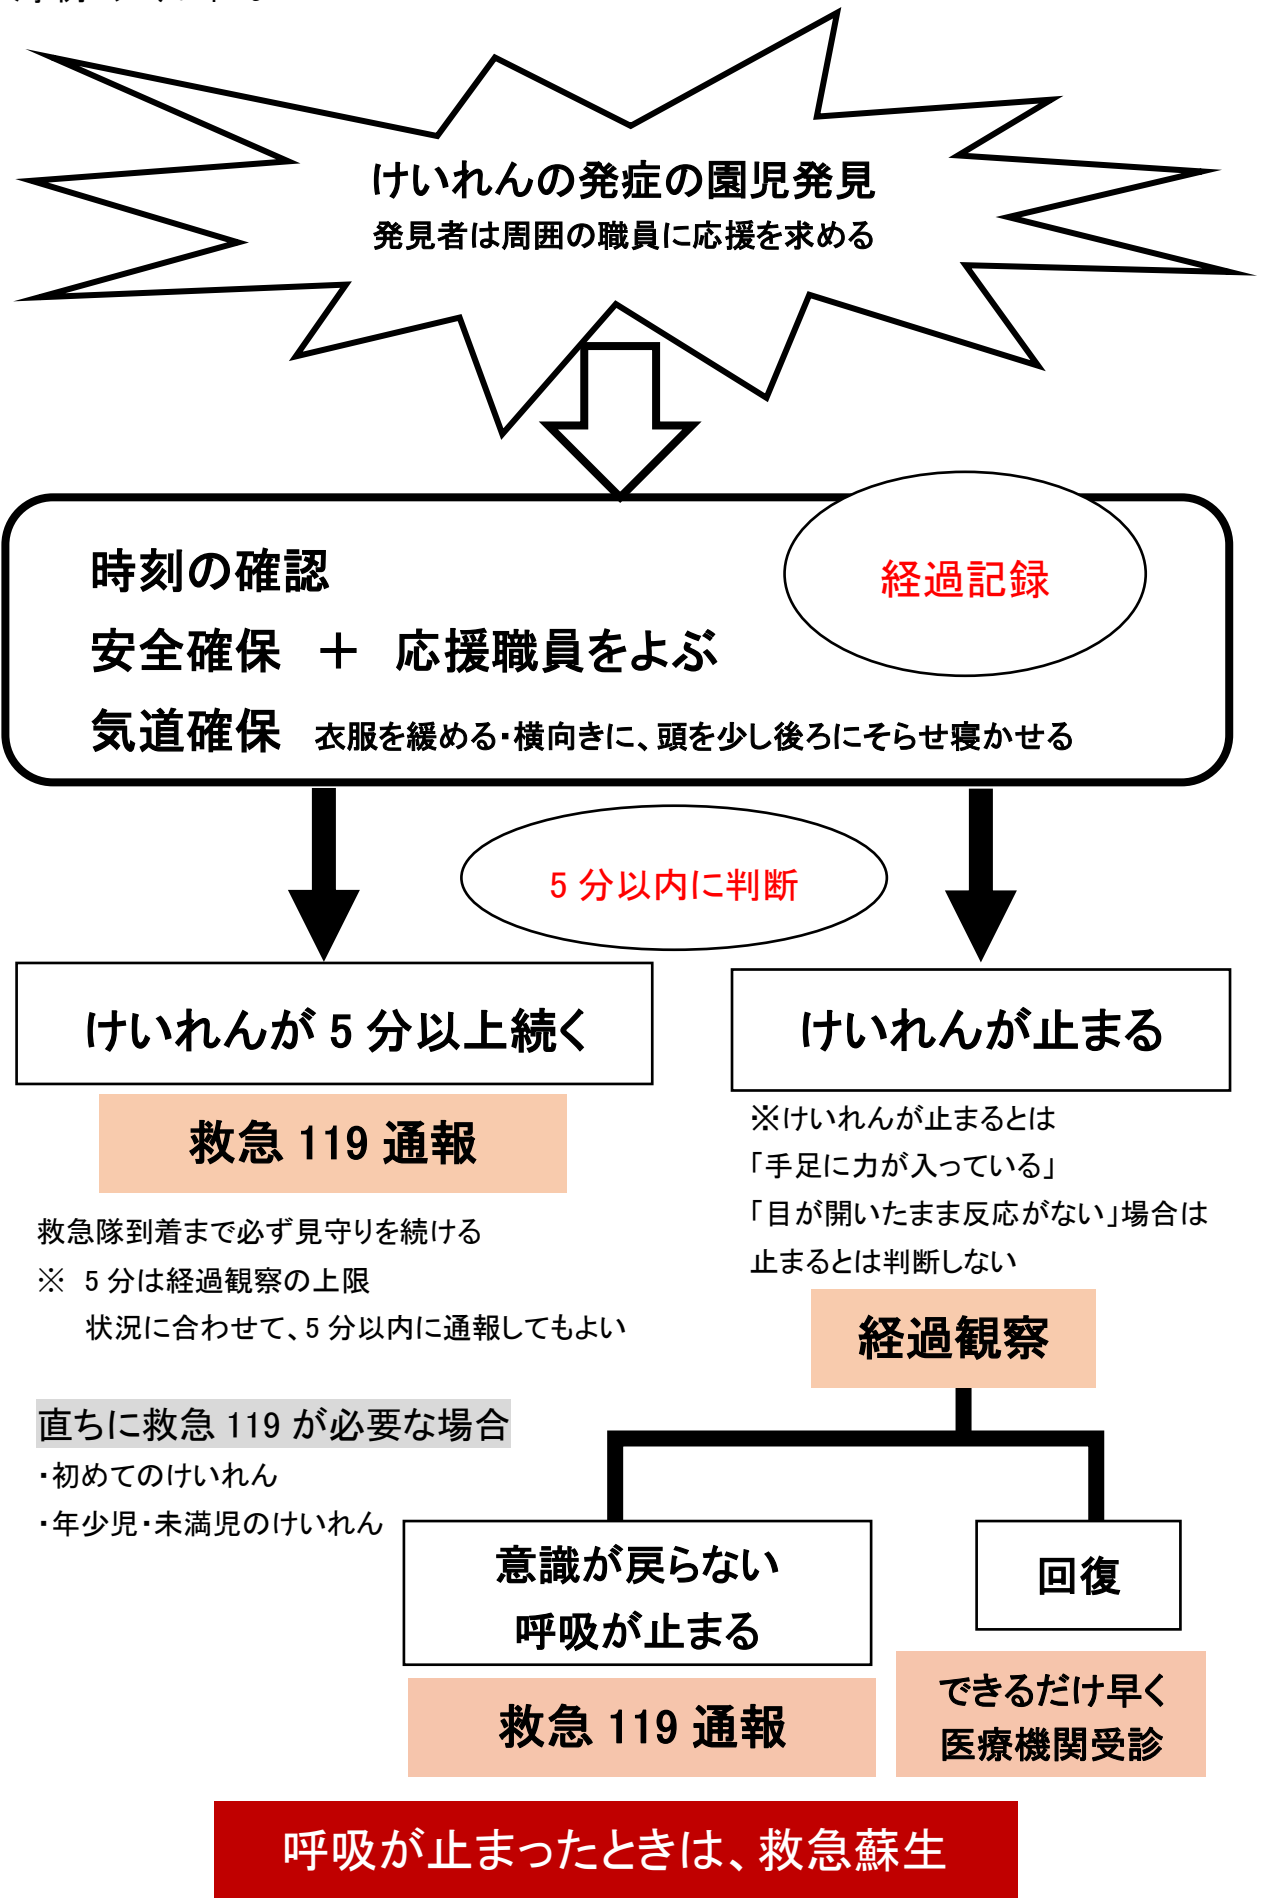 けいれんの発症の園児発見
発見者は周囲の職員に応援を求める
時刻の確認
経過記録
安全確保　＋　応援職員をよぶ
気道確保　衣服を緩める・横向きに、頭を少し後ろにそらせ寝かせる
5 分以内に判断
けいれんが 5 分以上続く
救急 119 通報
救急隊到着まで必ず見守りを続ける
※　5 分は経過観察の上限
状況に合わせて、5 分以内に通報してもよい
直ちに救急 119 が必要な場合
・初めてのけいれん
・年少児・未満児のけいれん
けいれんが止まる
※けいれんが止まるとは
「手足に力が入っている」
「目が開いたまま反応がない」場合は
止まるとは判断しない
経過観察
意識が戻らない
呼吸が止まる
救急 119 通報
回復
できるだけ早く
医療機関受診
呼吸が止まったときは、救急蘇生